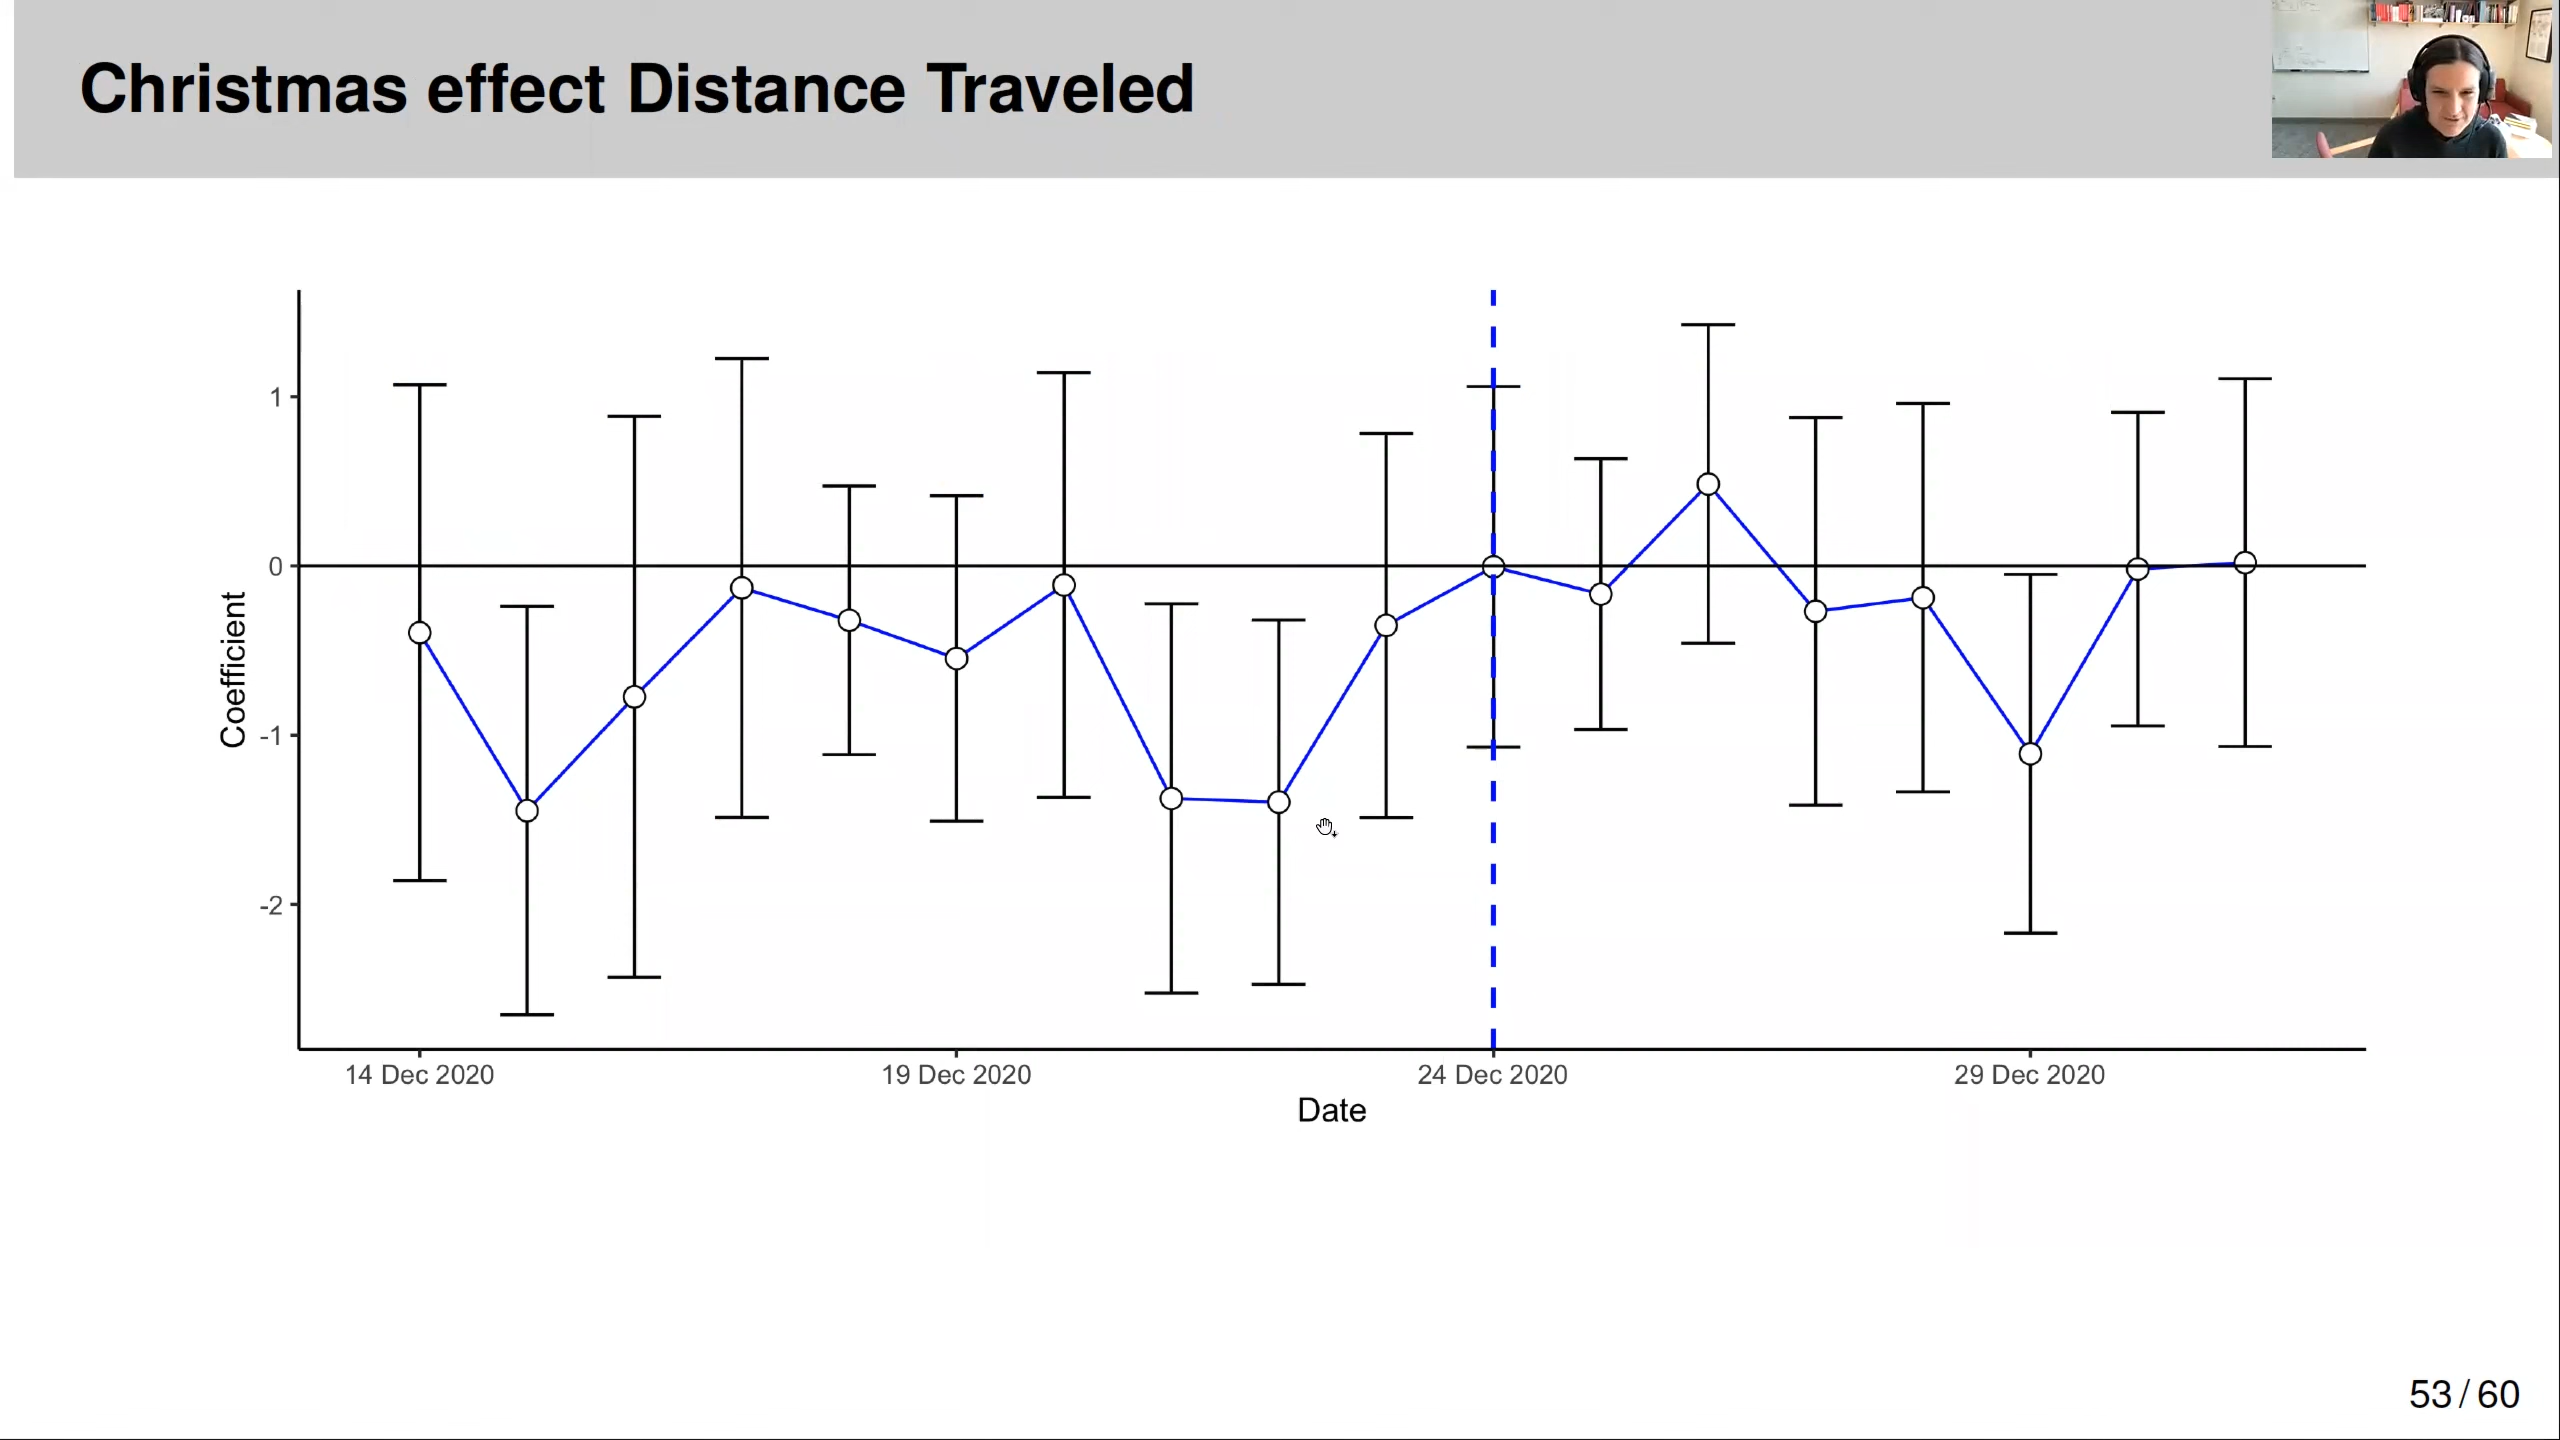 Christmas effect Distance Traveled
1
0
-1
-2
Coefficient
14 Dec 2020
19 Dec 2020
24 Dec 2020
29 Dec 2020
Date
53/60